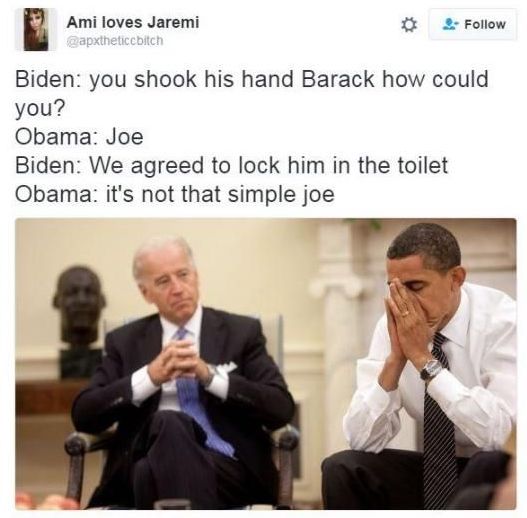 Ami loves Jaremi
Follow
@apxtheticcbitch
Biden: you shook his hand Barack how could
you?
Obama: Joe
Biden: We agreed to lock him in the toilet
Obama: it's not that simple joe